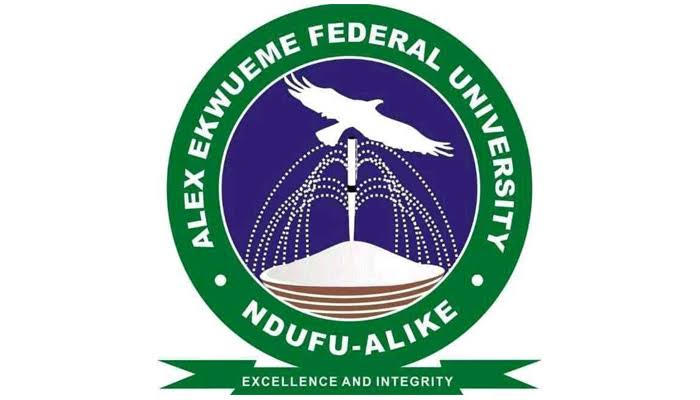 ALEX EKWUEME FEDERAL UNIVERSITY
NDUFU-ALIKE
EXCELLENCE AND INTEGRITY